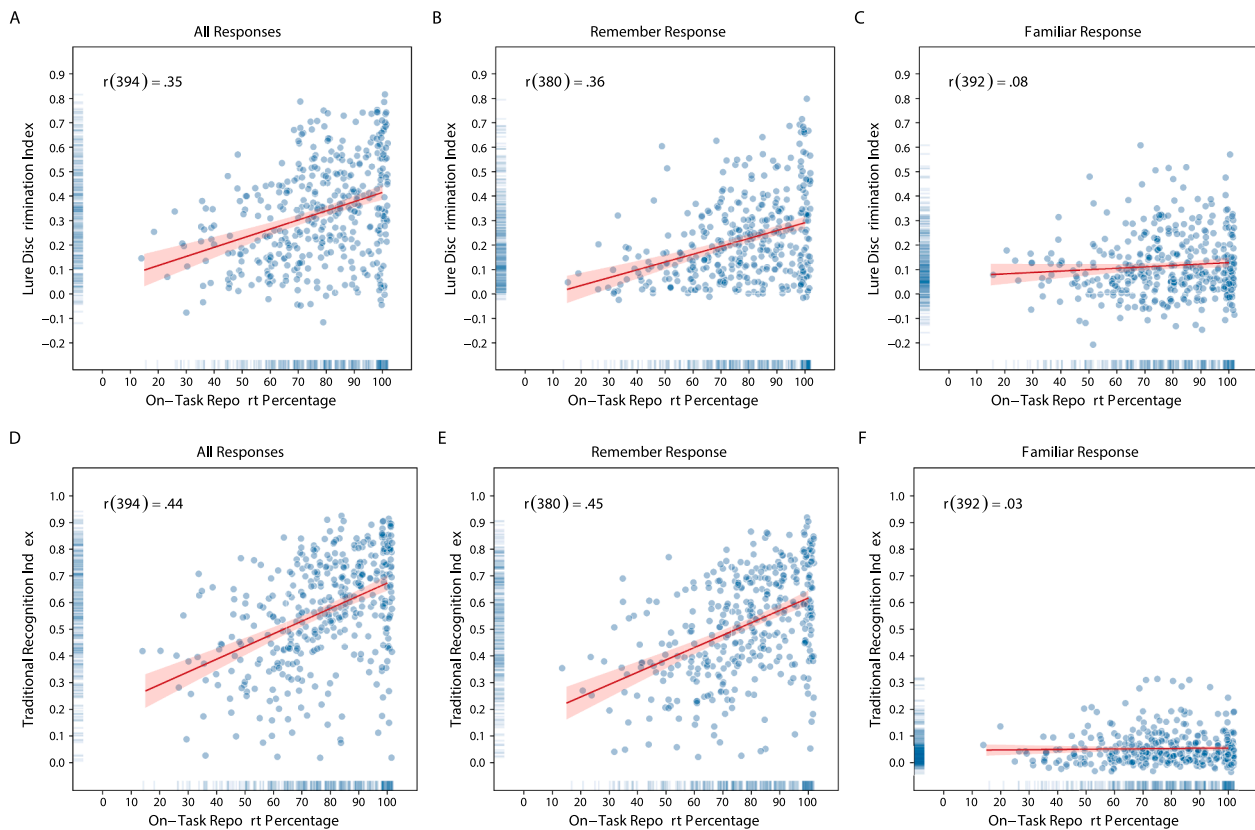 A
All Responses
r(394) = .35
Lure Disc rimination Index
0.9
0.8
0.7
0.6
0.5
0.4
0.3
0.2
0.1
0.0
−0.1
−0.2
0 10 20 30 40 50 60 70 80 90 100
On−Task Repo rt Percentage
B
Remember Response
r(380) = .36
Lure Disc rimination Index
0.9
0.8
0.7
0.6
0.5
0.4
0.3
0.2
0.1
0.0
−0.1
−0.2
0 10 20 30 40 50 60 70 80 90 100
On−Task Repo rt Percentage
C
Familiar Response
r(392) = .08
Lure Disc rimination Index
0.9
0.8
0.7
0.6
0.5
0.4
0.3
0.2
0.1
0.0
−0.1
−0.2
0 10 20 30 40 50 60 70 80 90 100
On−Task Repo rt Percentage
D
All Responses
r(394) = .44
Traditional Recognition Ind ex
1.0
0.9
0.8
0.7
0.6
0.5
0.4
0.3
0.2
0.1
0.0
0 10 20 30 40 50 60 70 80 90 100
On−Task Repo rt Percentage
E
Remember Response
r(380) = .45
Traditional Recognition Ind ex
1.0
0.9
0.8
0.7
0.6
0.5
0.4
0.3
0.2
0.1
0.0
0 10 20 30 40 50 60 70 80 90 100
On−Task Repo rt Percentage
F
Familiar Response
r(392) = .03
Traditional Recognition Ind ex
1.0
0.9
0.8
0.7
0.6
0.5
0.4
0.3
0.2
0.1
0.0
0 10 20 30 40 50 60 70 80 90 100
On−Task Repo rt Percentage